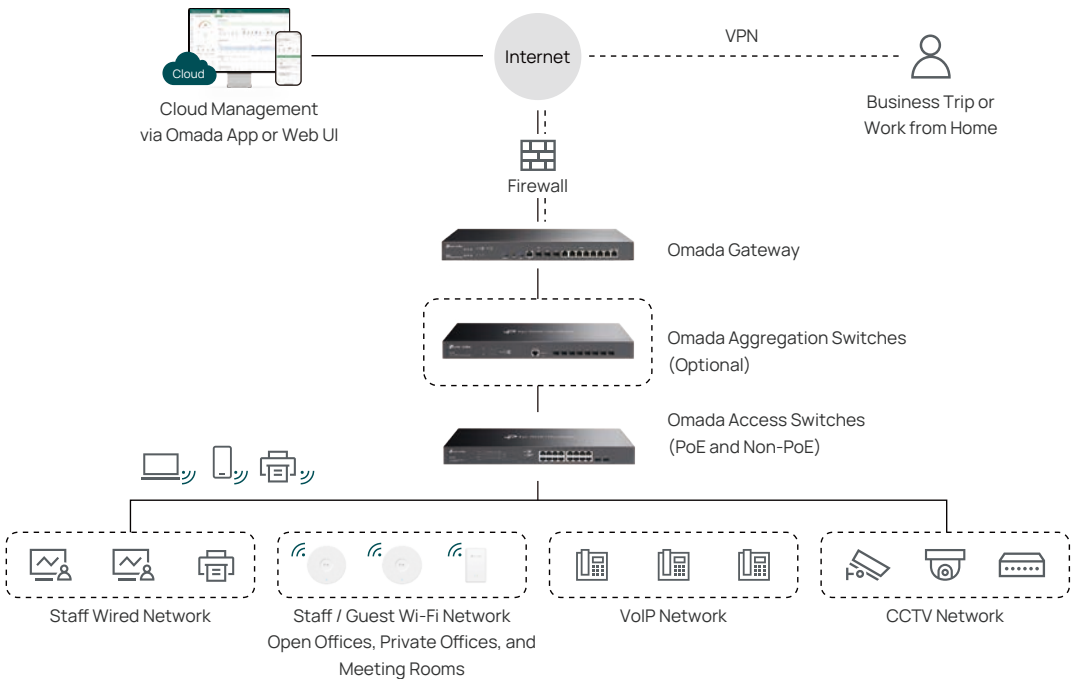 Cloud
Internet
VPN
Cloud Management
via Omada App or Web UI
Business Trip or
Work from Home
Firewall
Omada Gateway
Omada Aggregation Switches
(Optional)
Omada Access Switches
(PoE and Non-PoE)
Staff Wired Network
Staff / Guest Wi-Fi Network
Open Offices, Private Offices, and
Meeting Rooms
VoIP Network
CCTV Network